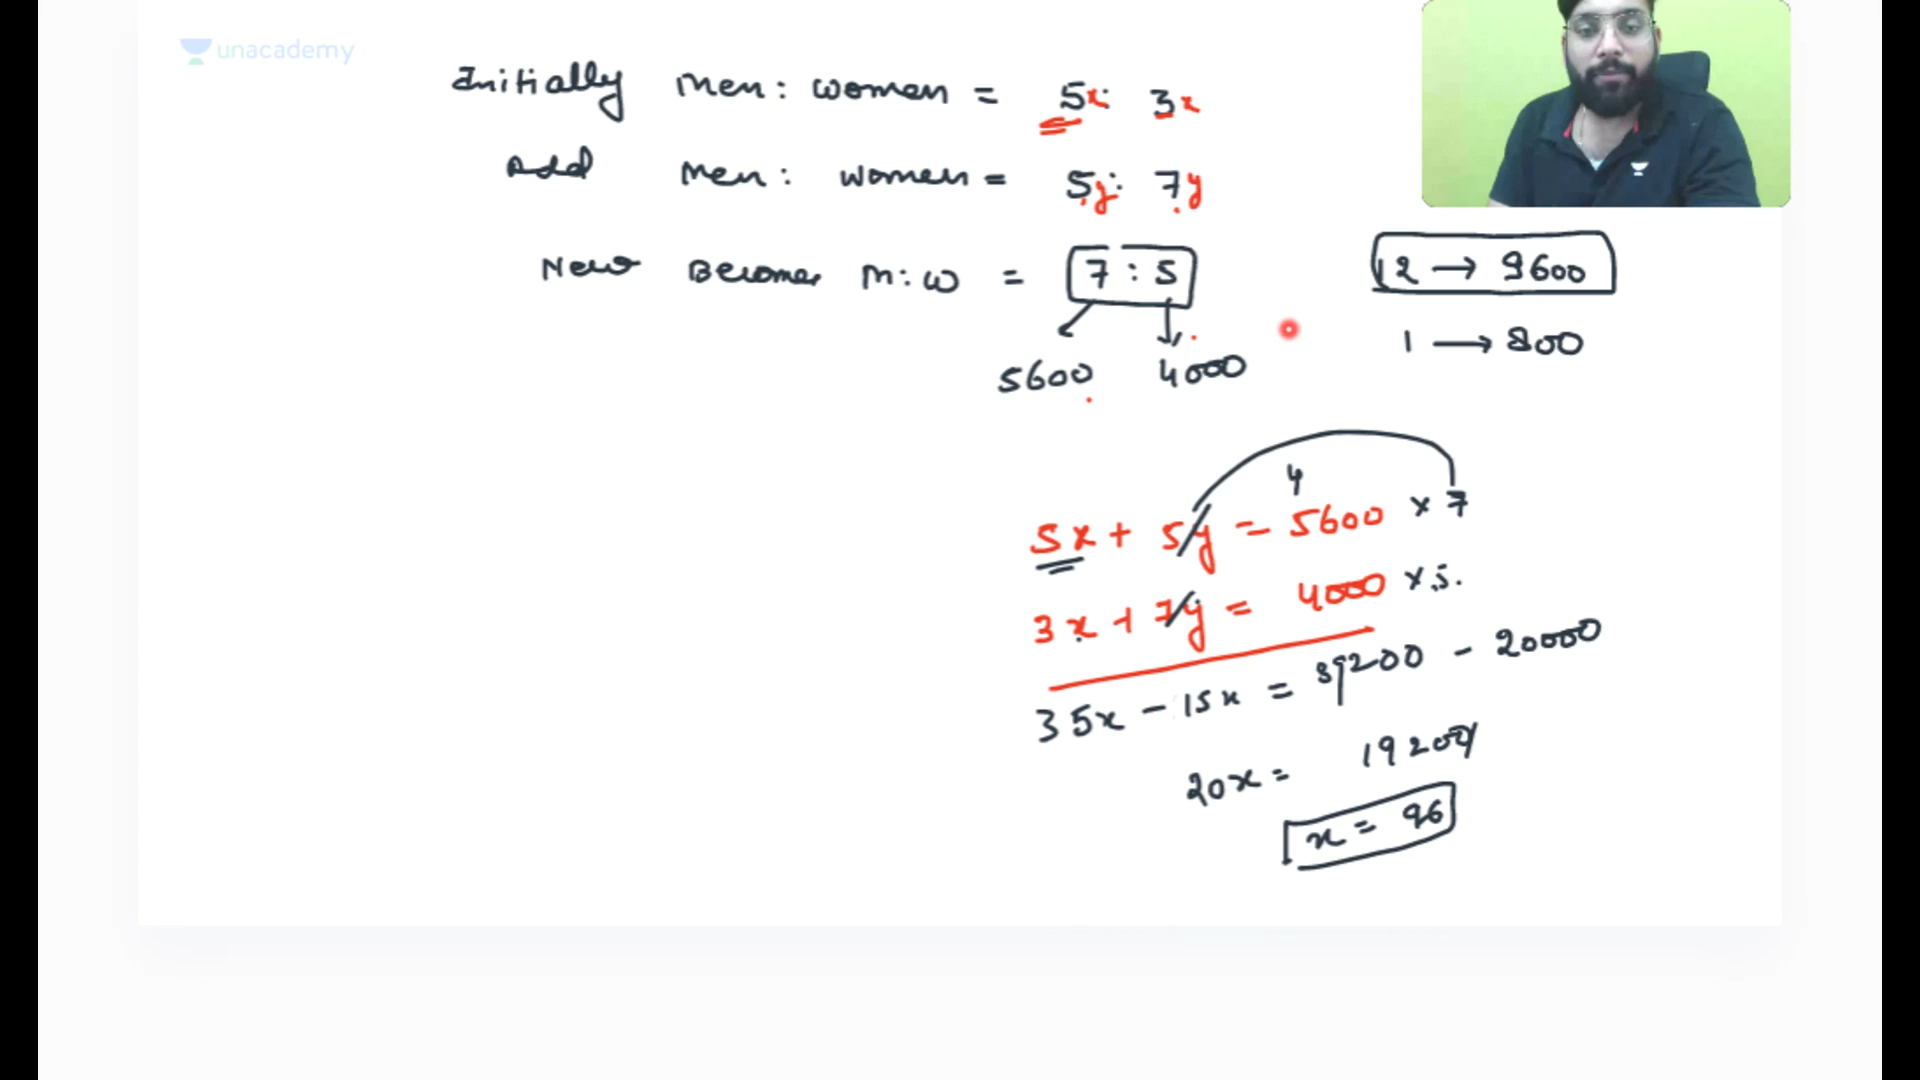 unacademy
Initially Men : women = 5x : 3x
Add Men : women = 5y : 7y
New Becomes M : W = 7 : 5
12 → 9600
1 → 800
5600 4000
4
5x + 5y = 5600 × 7
3x + 7y = 4000 × 5.
35x - 15x = 39200 - 20000
20x = 19200
x = 96